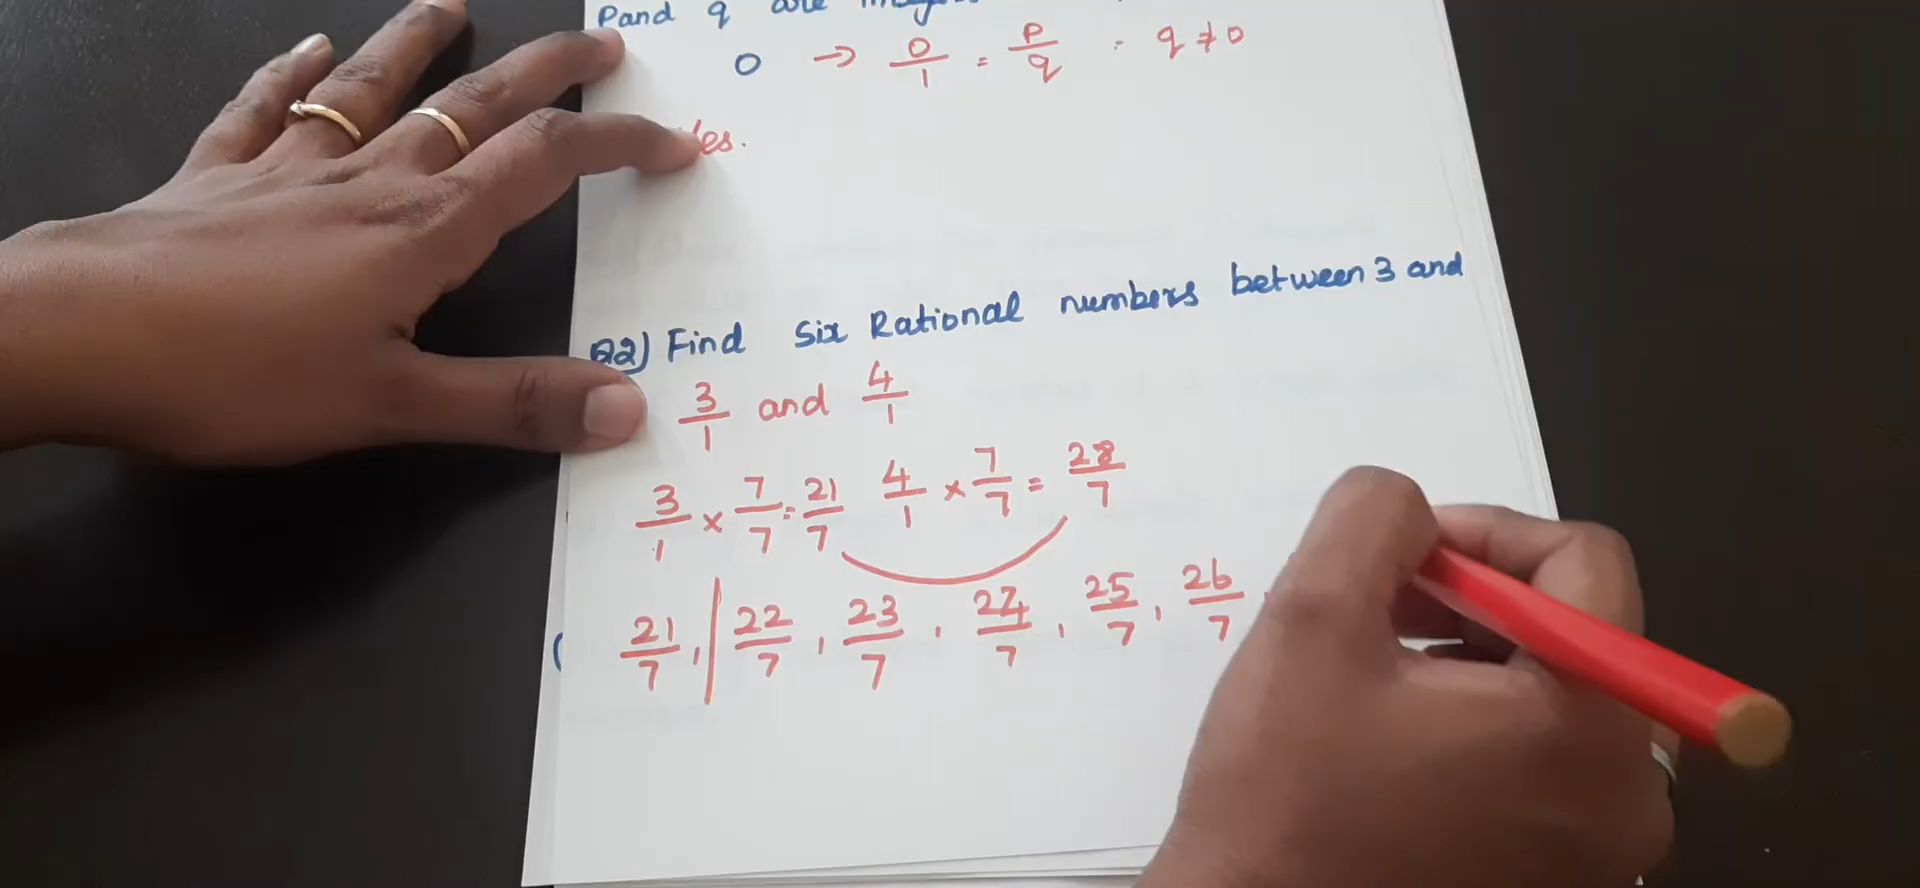 Pand q are
0 → 0/1 = p/q . q ≠ 0
Yes.
Q2) Find Six Rational numbers between 3 and
3/1 and 4/1
3/1 × 7/7 = 21/7 4/1 × 7/7 = 28/7
21/7, | 22/7, 23/7, 24/7, 25/7, 26/7,